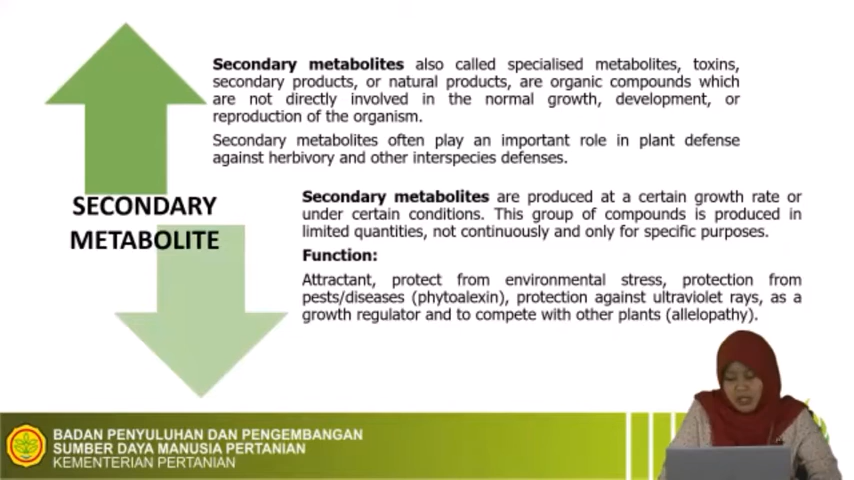 Secondary metabolites also called specialised metabolites, toxins,
secondary products, or natural products, are organic compounds which
are not directly involved in the normal growth, development, or
reproduction of the organism.
Secondary metabolites often play an important role in plant defense
against herbivory and other interspecies defenses.
SECONDARY
METABOLITE
Secondary metabolites are produced at a certain growth rate or
under certain conditions. This group of compounds is produced in
limited quantities, not continuously and only for specific purposes.
Function:
Attractant, protect from environmental stress, protection from
pests/diseases (phytoalexin), protection against ultraviolet rays, as a
growth regulator and to compete with other plants (allelopathy).
BADAN PENYULUHAN DAN PENGEMBANGAN
SUMBER DAYA MANUSIA PERTANIAN
KEMENTERIAN PERTANIAN